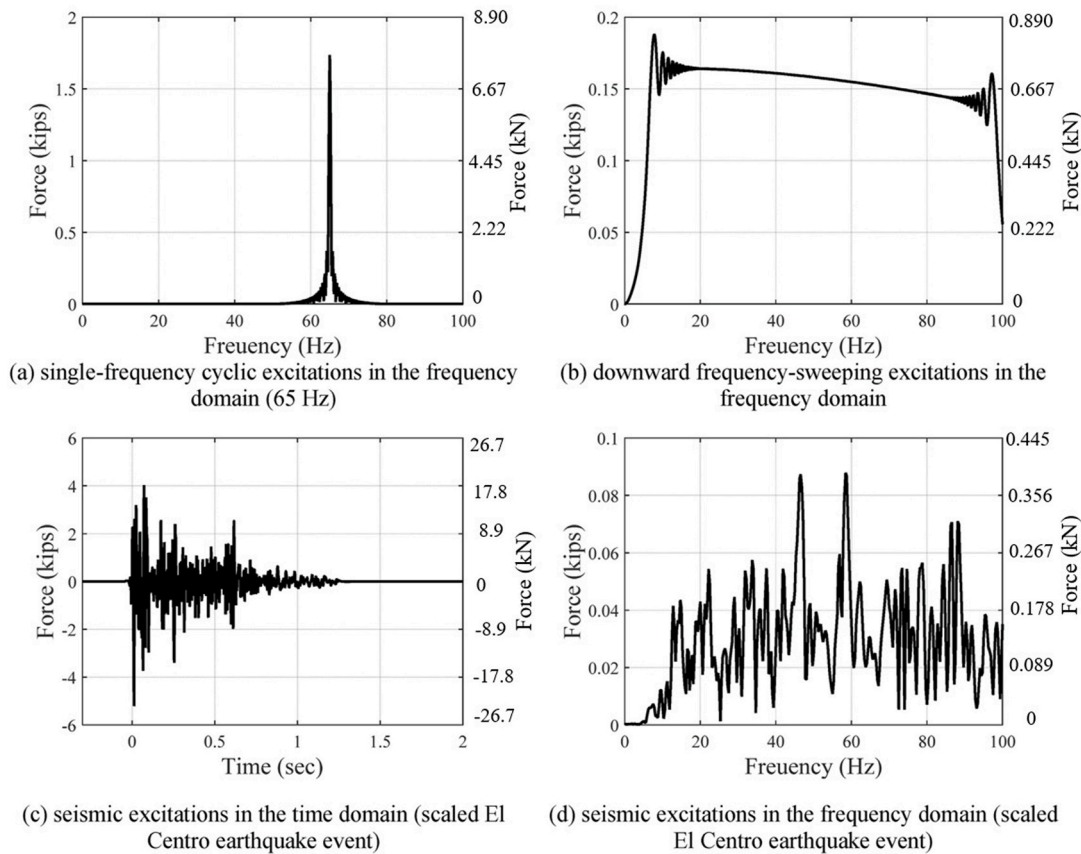 2
1.5
1
0.5
0
Force (kips)
8.90
6.67
4.45
2.22
0
Force (kN)
0 20 40 60 80 100
Freuency (Hz)
(a) single-frequency cyclic excitations in the frequency
domain (65 Hz)
0.2
0.15
0.1
0.05
0
Force (kips)
0.890
0.667
0.445
0.222
0
Force (kN)
0 20 40 60 80 100
Freuency (Hz)
(b) downward frequency-sweeping excitations in the
frequency domain
6
4
2
0
-2
-4
-6
Force (kips)
26.7
17.8
8.9
0
-8.9
-17.8
-26.7
Force (kN)
0 0.5 1 1.5 2
Time (sec)
(c) seismic excitations in the time domain (scaled El
Centro earthquake event)
0.1
0.08
0.06
0.04
0.02
0
Force (kips)
0.445
0.356
0.267
0.178
0.089
0
Force (kN)
0 20 40 60 80 100
Freuency (Hz)
(d) seismic excitations in the frequency domain (scaled
El Centro earthquake event)